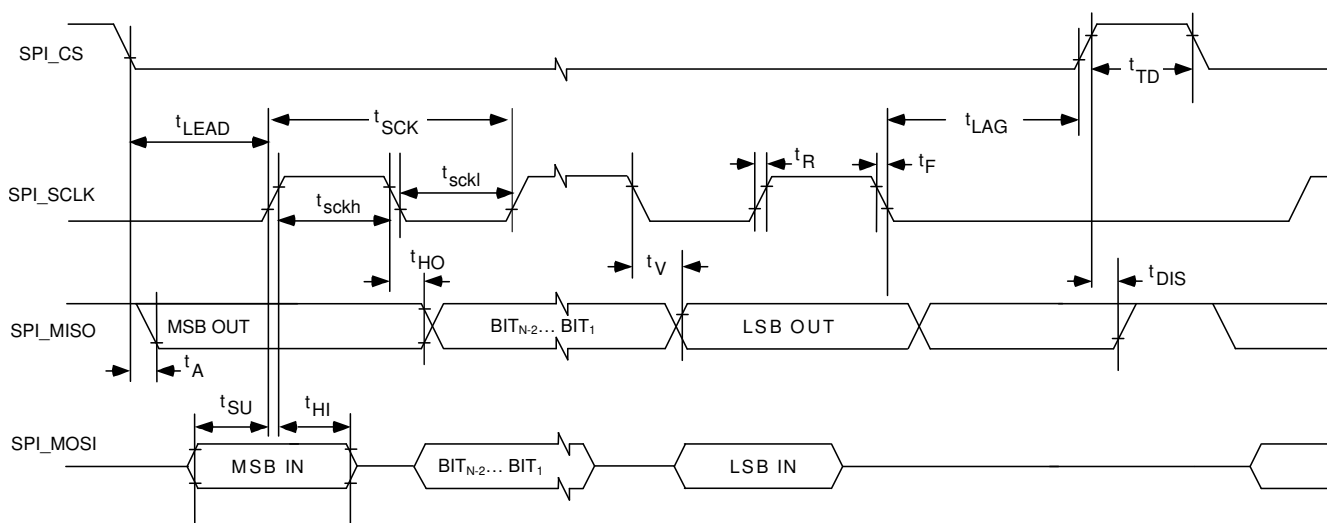 SPI_CS
tTD
tLEAD
tSCK
tLAG
tR
tF
SPI_SCLK
tsckl
tsckh
tHO
tV
tDIS
SPI_MISO
MSB OUT
BITN-2... BIT1
LSB OUT
tA
tSU
tHI
SPI_MOSI
MSB IN
BITN-2... BIT1
LSB IN